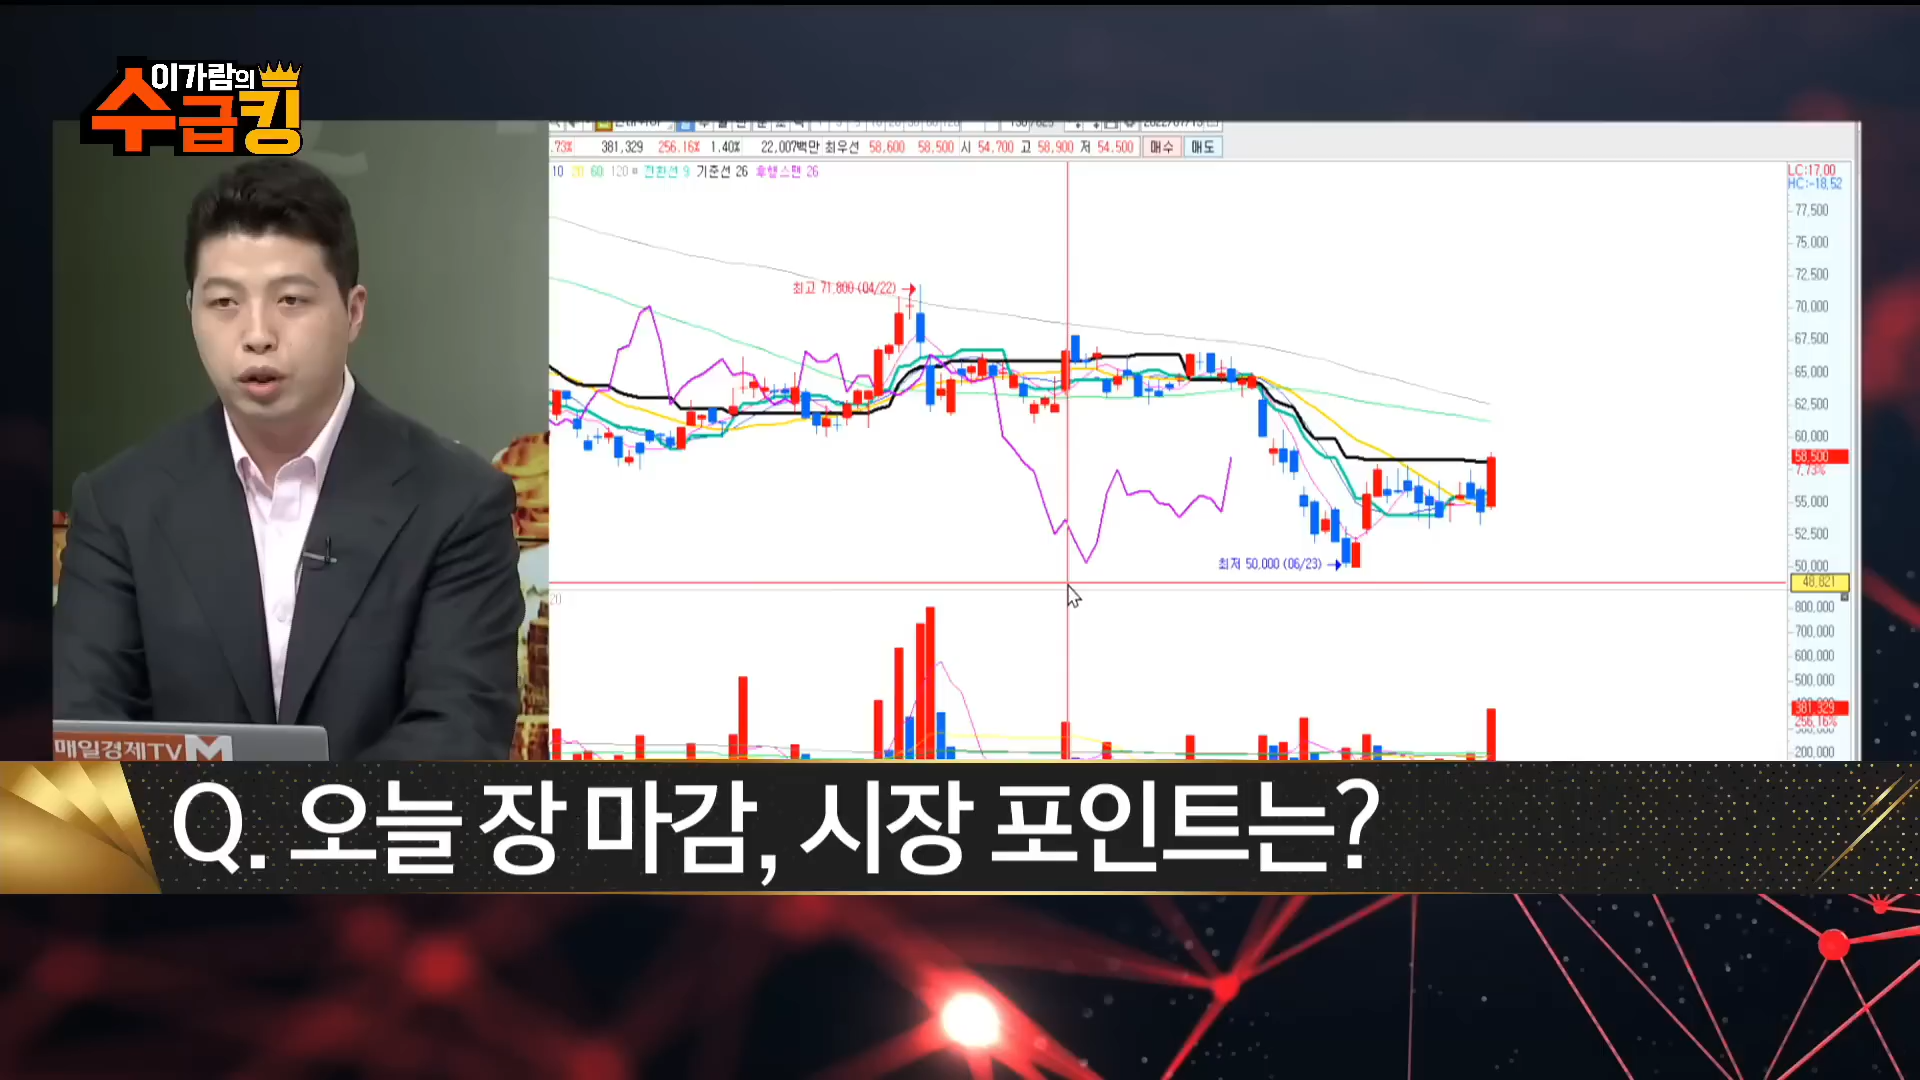 이가람의
수급킹
.73% 381,329 256.16% 1.40% 22,007백만 최우선 58,600 58,500 시 54,700 고 58,900 저 54,500 매수 매도
10 20 60 120 전환선 9 기준선 26 후행스팬 26
LC:17.00
HC:-18.52
77,500
75,000
72,500
최고 71,800 (04/22)
70,000
67,500
65,000
62,500
60,000
58,500
7.73%
55,000
52,500
최저 50,000 (06/23)
50,000
48,821
20
800,000
700,000
600,000
500,000
381,329
256.16%
200,000
매일경제TV M
Q. 오늘 장 마감, 시장 포인트는?